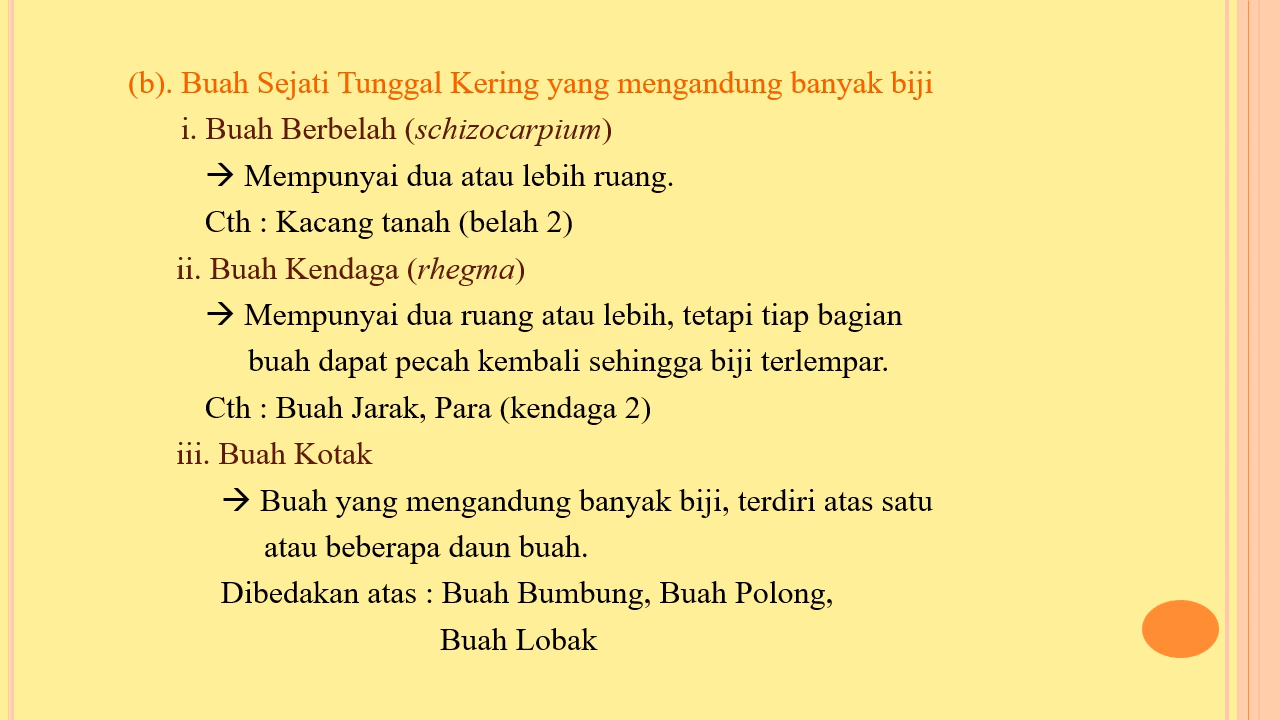 (b). Buah Sejati Tunggal Kering yang mengandung banyak biji
i. Buah Berbelah (schizocarpium)
→ Mempunyai dua atau lebih ruang.
Cth : Kacang tanah (belah 2)
ii. Buah Kendaga (rhegma)
→ Mempunyai dua ruang atau lebih, tetapi tiap bagian
buah dapat pecah kembali sehingga biji terlempar.
Cth : Buah Jarak, Para (kendaga 2)
iii. Buah Kotak
→ Buah yang mengandung banyak biji, terdiri atas satu
atau beberapa daun buah.
Dibedakan atas : Buah Bumbung, Buah Polong,
Buah Lobak